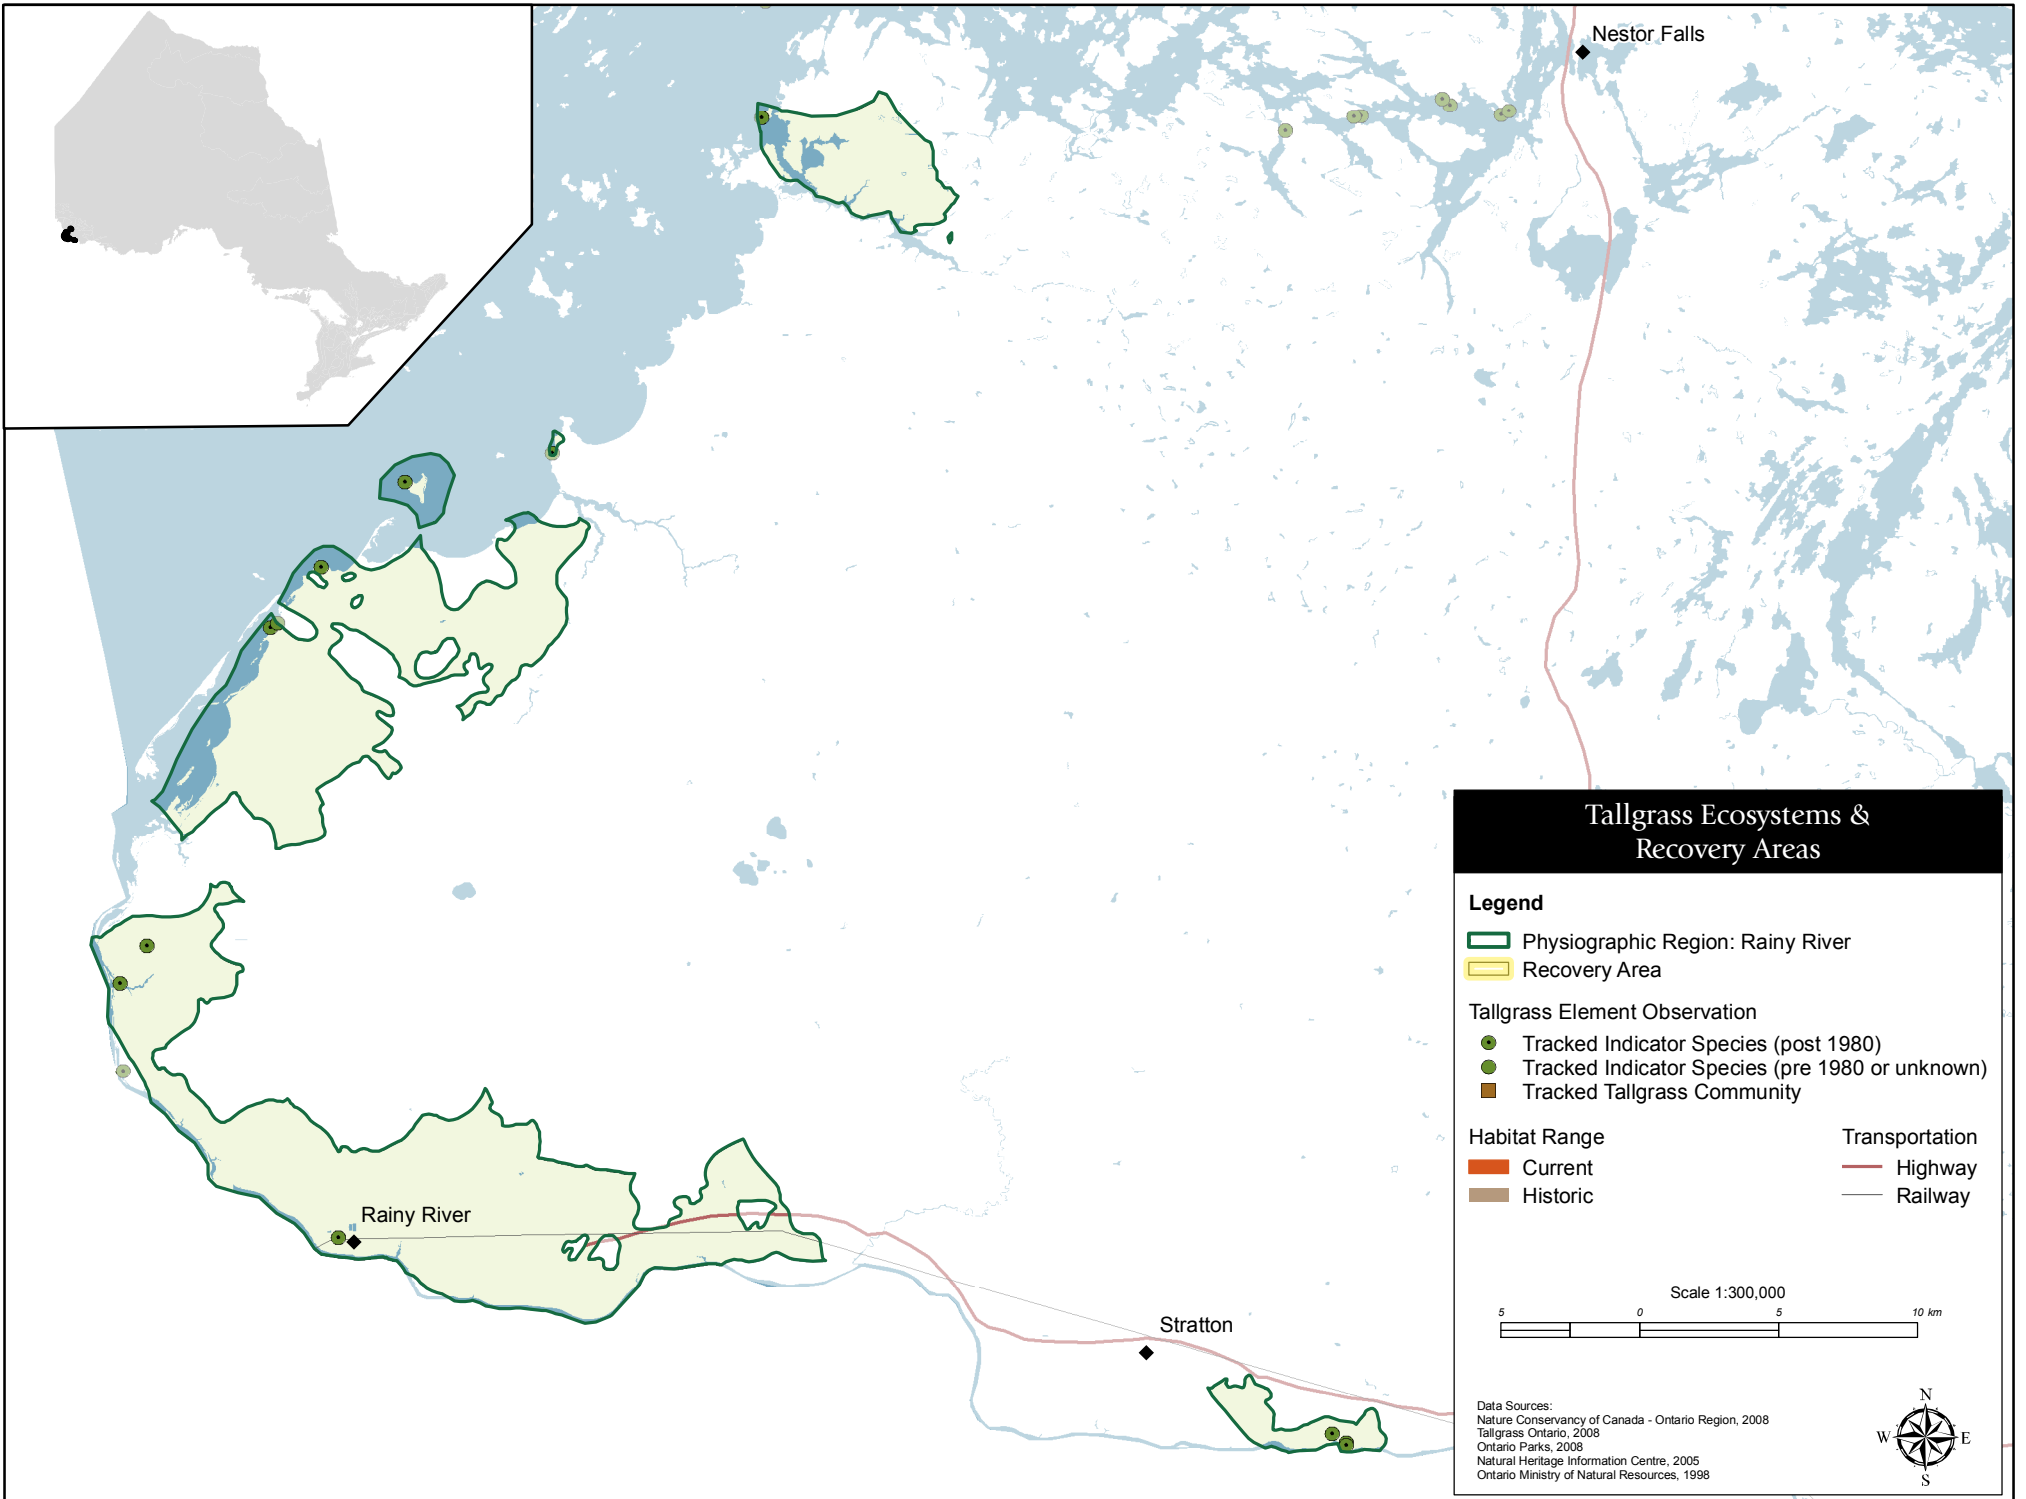 Nestor Falls
Rainy River
Stratton
Tallgrass Ecosystems &
Recovery Areas
Legend
Physiographic Region: Rainy River
Recovery Area
Tallgrass Element Observation
Tracked Indicator Species (post 1980)
Tracked Indicator Species (pre 1980 or unknown)
Tracked Tallgrass Community
Habitat Range
Current
Historic
Transportation
Highway
Railway
Scale 1:300,000
5 0 5 10 km
Data Sources:
Nature Conservancy of Canada - Ontario Region, 2008
Tallgrass Ontario, 2008
Ontario Parks, 2008
Natural Heritage Information Centre, 2005
Ontario Ministry of Natural Resources, 1998
N
W E
S